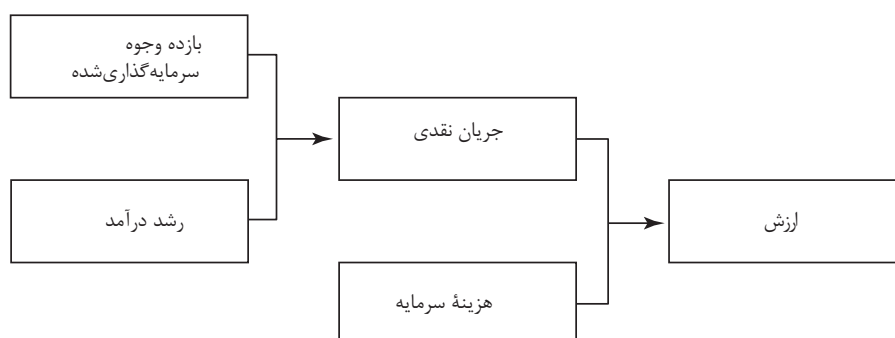 بازده وجوه
سرمایه‌گذاری‌شده
جریان نقدی
رشد درآمد
ارزش
هزینهٔ سرمایه